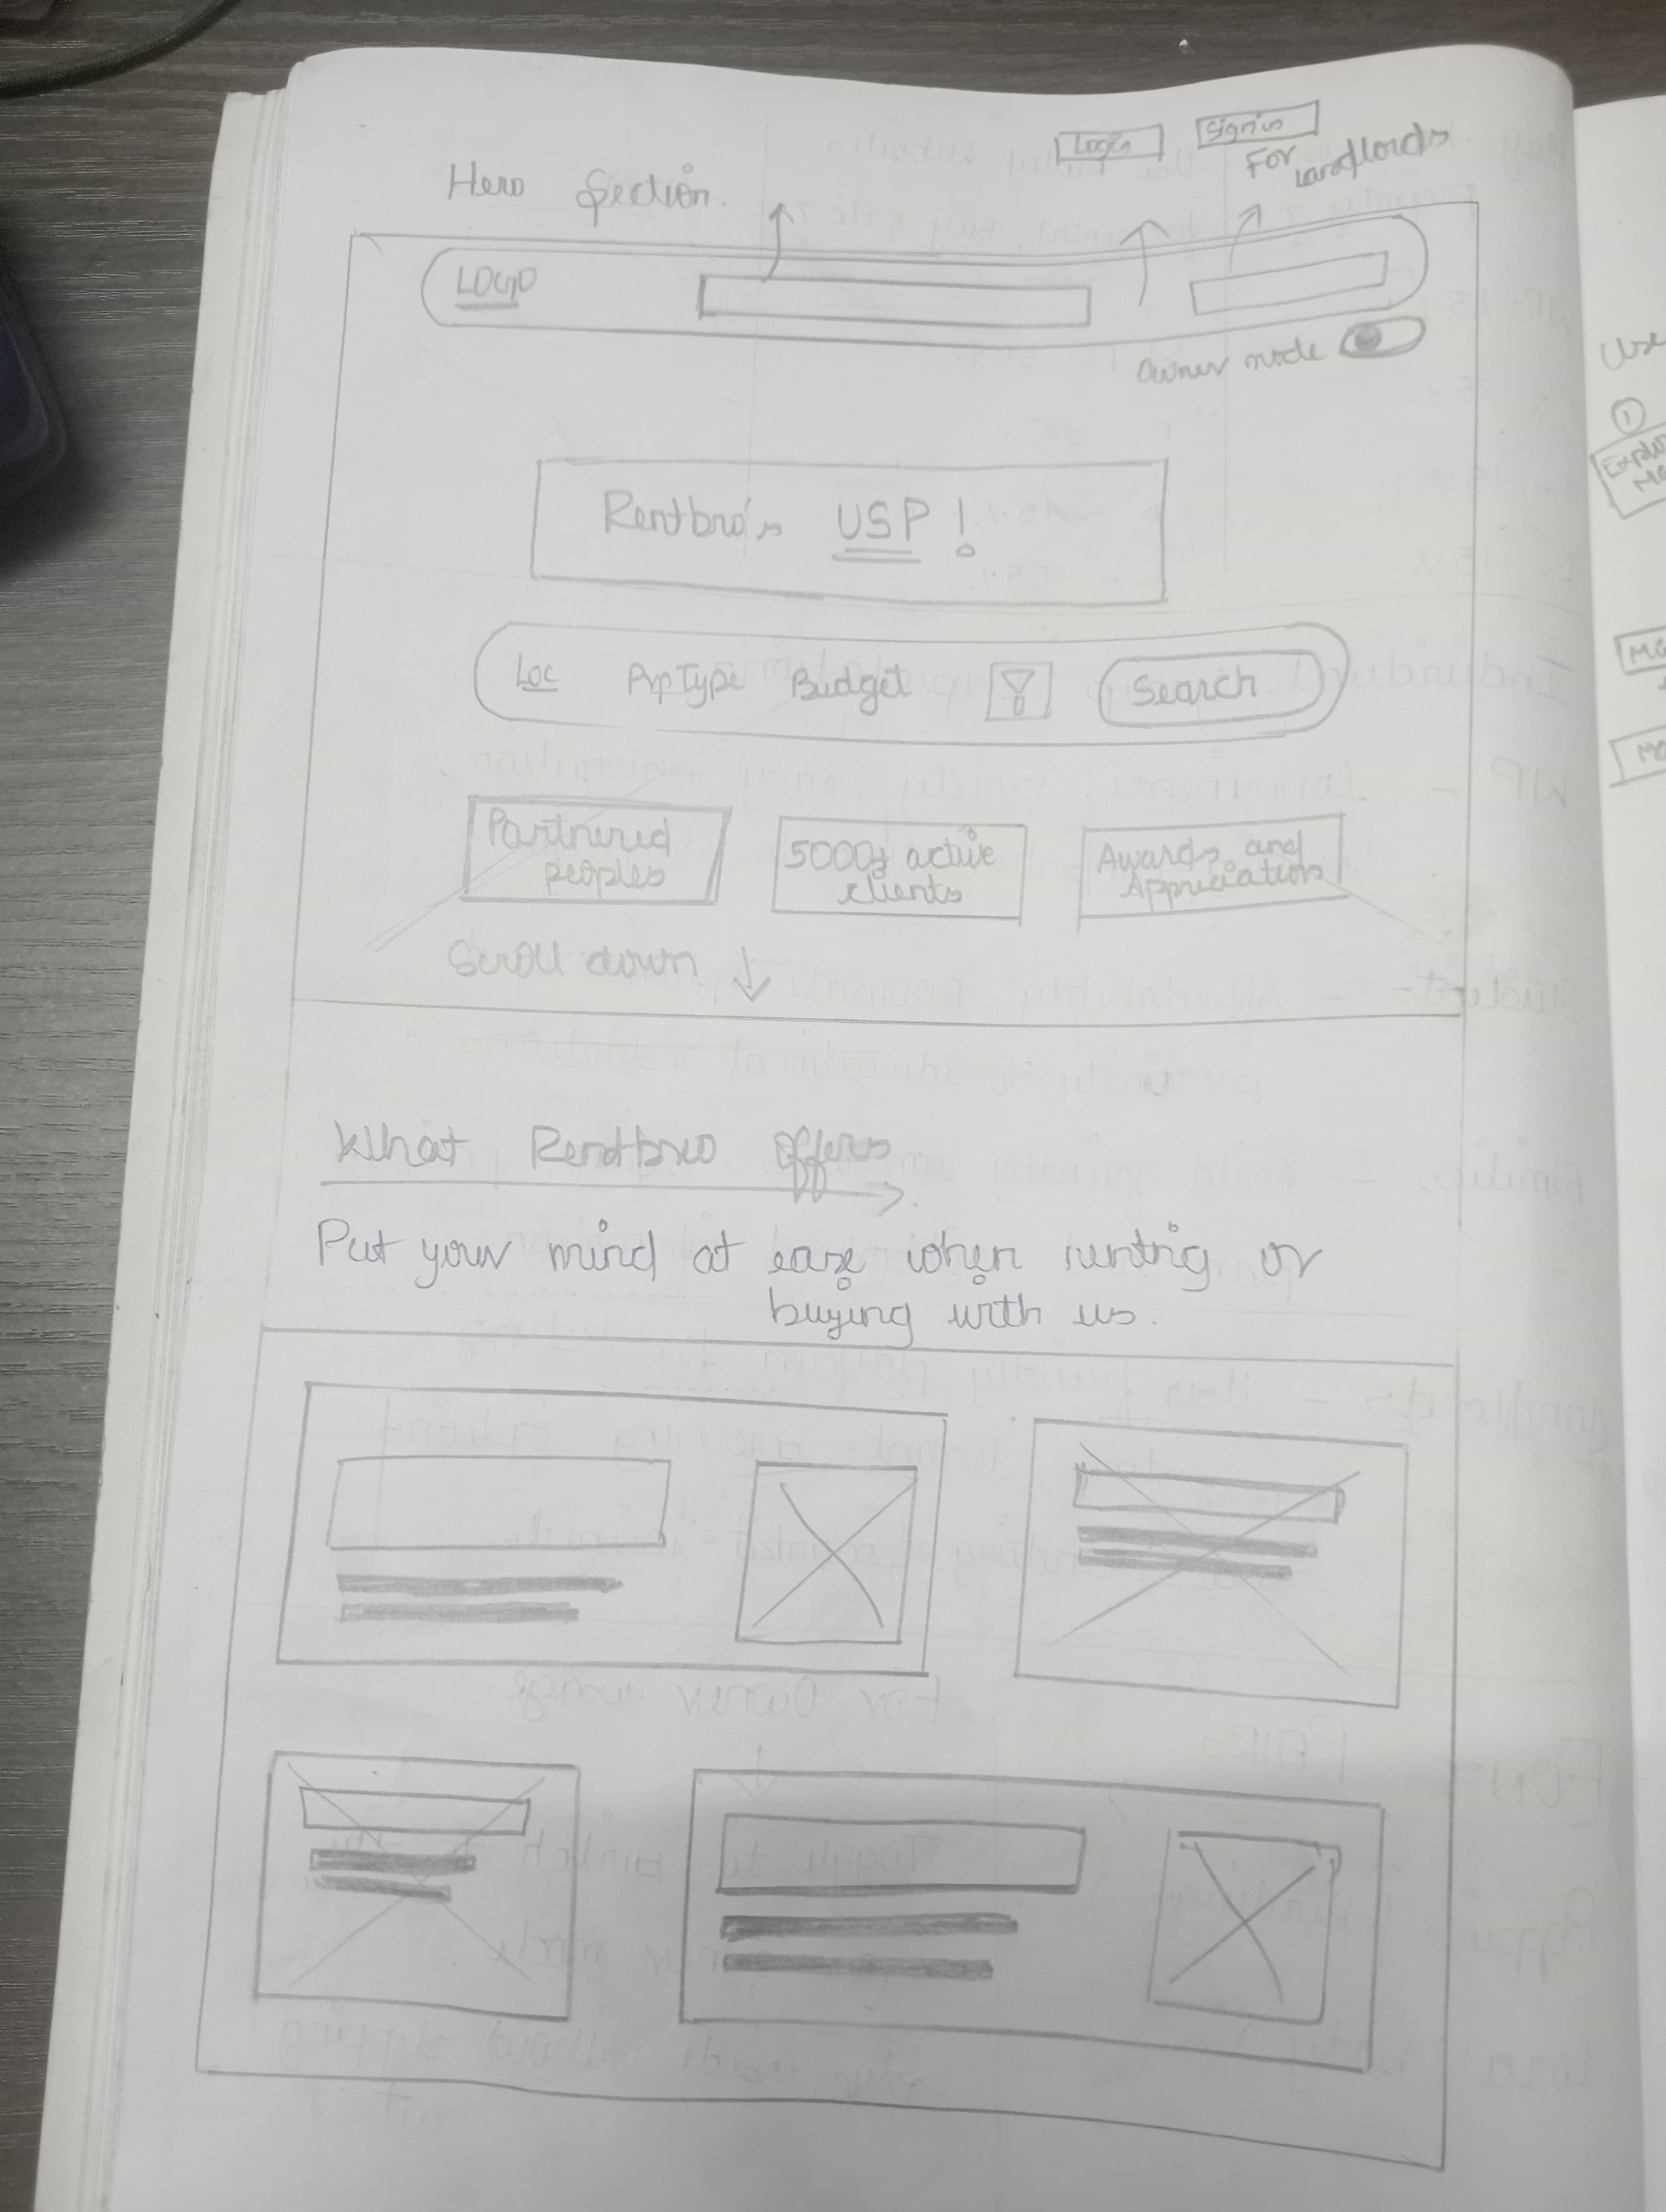 Login
Sign in
For
Landlords
Hero Section.
LOGO
Owner mode
Rentbro's USP !
Loc PrpType Budget Search
Partnered
peoples
5000+ active
clients
Awards and
Appreciation
Scroll down
What Rentbro offers
Put your mind at ease when renting or
buying with us.
Use
1